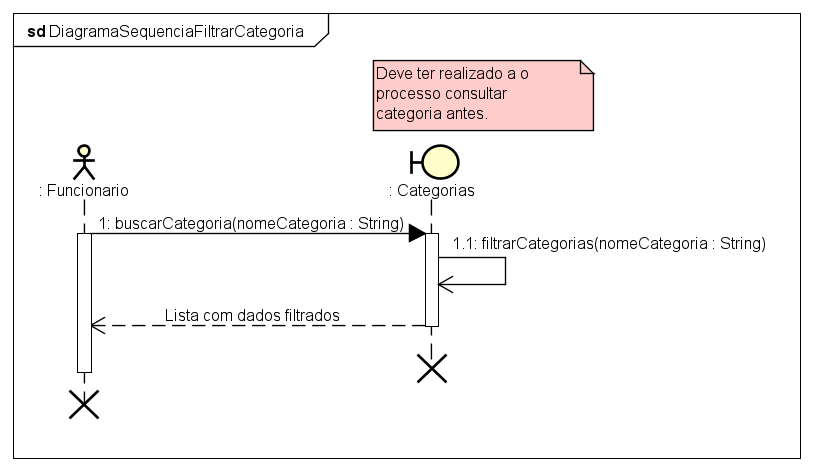 sd DiagramaSequenciaFiltrarCategoria
Deve ter realizado a o
processo consultar
categoria antes.
: Funcionario
: Categorias
1: buscarCategoria(nomeCategoria : String)
1.1: filtrarCategorias(nomeCategoria : String)
Lista com dados filtrados